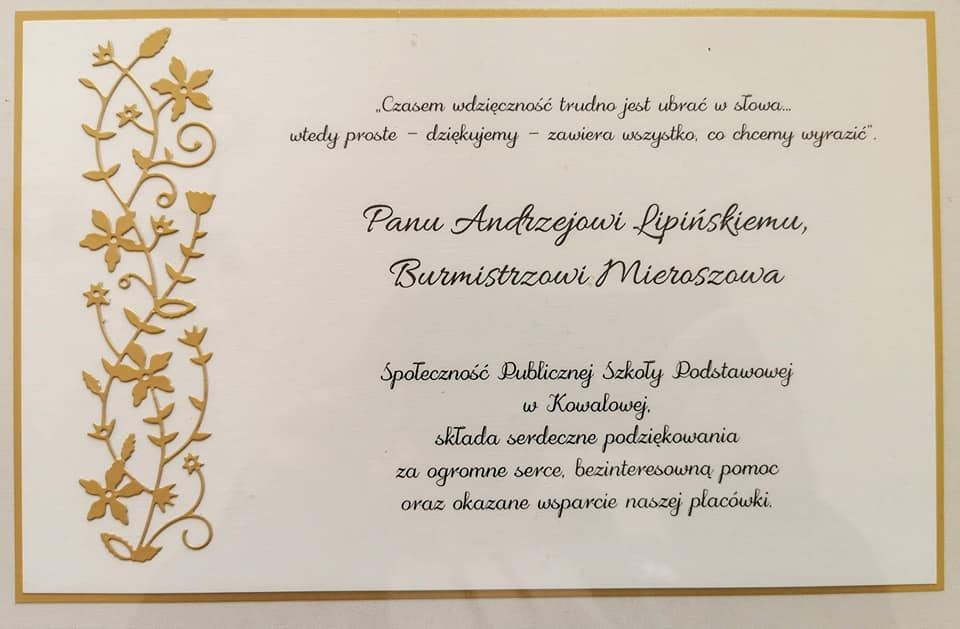 „Czasem wdzięczność trudno jest ubrać w słowa...
wtedy proste – dziękujemy – zawiera wszystko, co chcemy wyrazić”.
Panu Andrzejowi Lipińskiemu,
Burmistrzowi Mieroszowa
Społeczność Publicznej Szkoły Podstawowej
w Kowalowej,
składa serdeczne podziękowania
za ogromne serce, bezinteresowną pomoc
oraz okazane wsparcie naszej placówki.